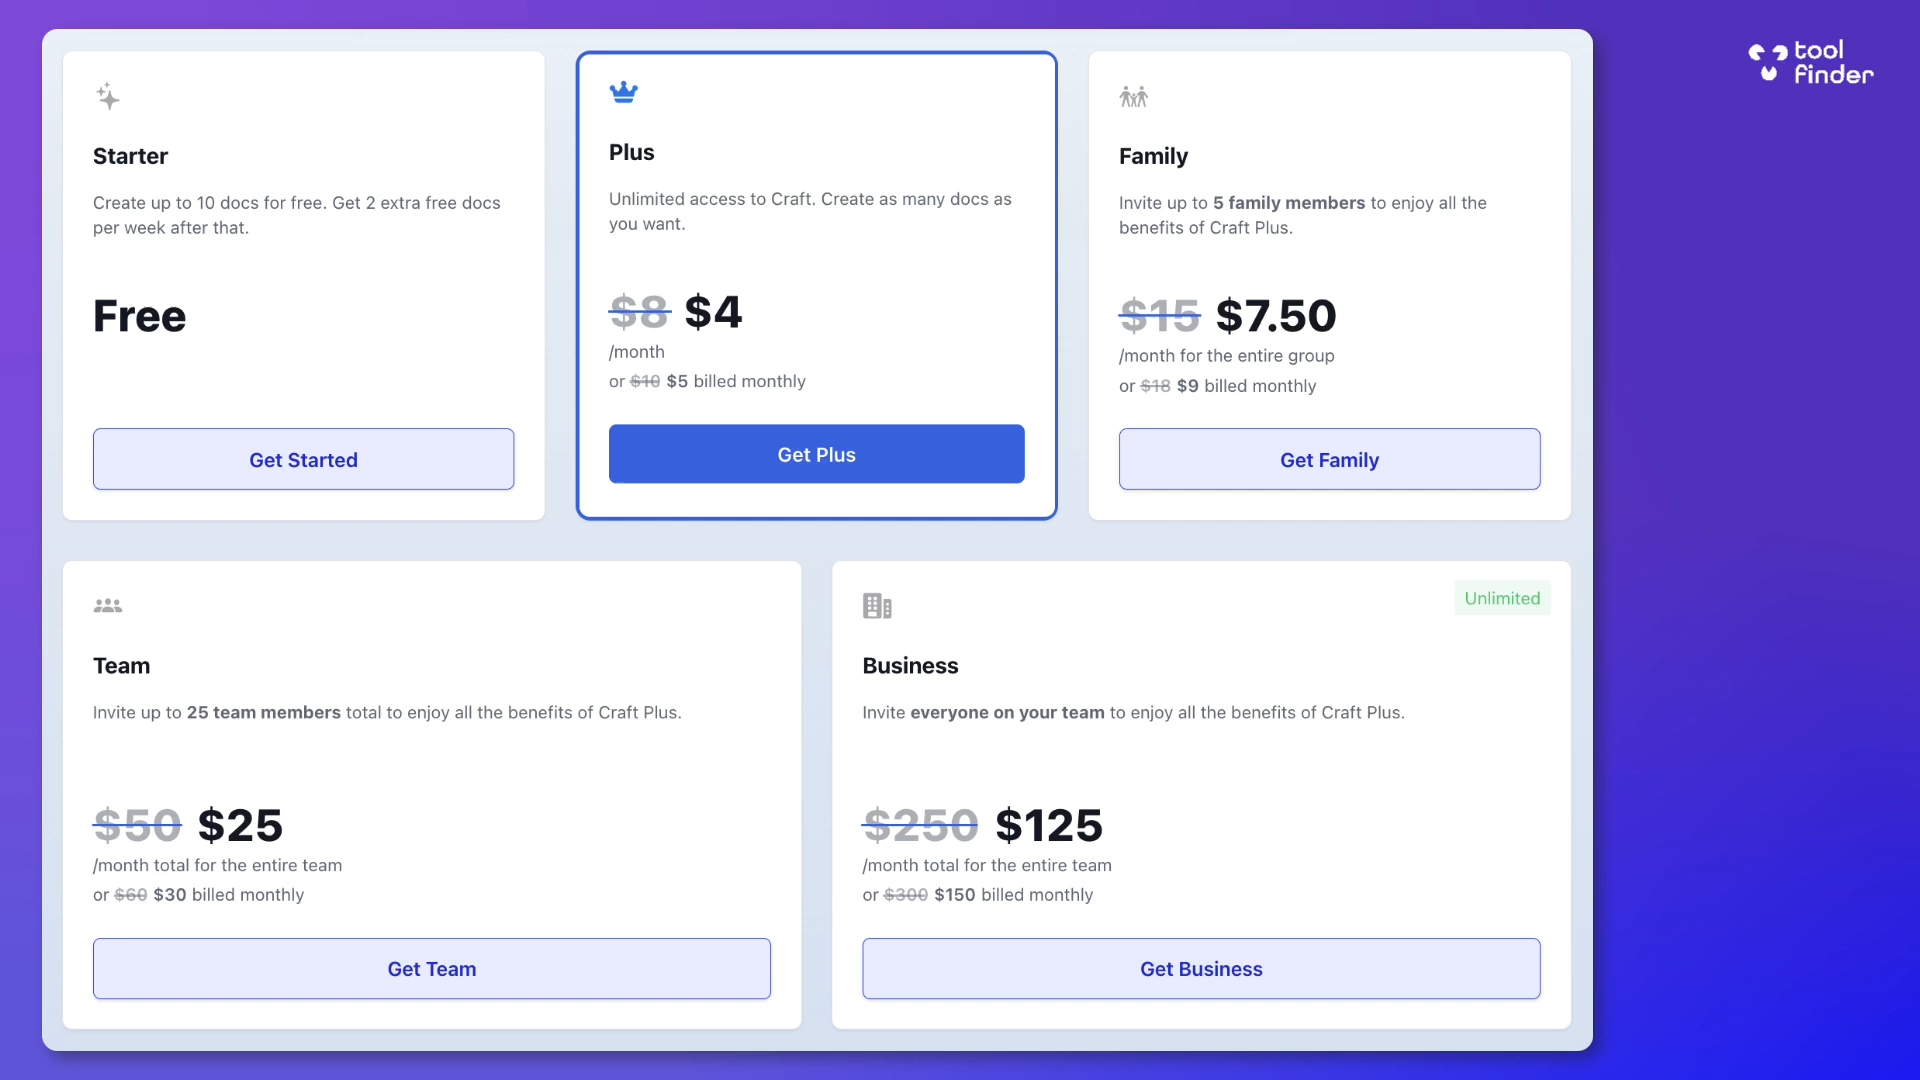 tool
finder
Starter
Create up to 10 docs for free. Get 2 extra free docs
per week after that.
Free
Get Started
Plus
Unlimited access to Craft. Create as many docs as
you want.
$8 $4
/month
or $10 $5 billed monthly
Get Plus
Family
Invite up to 5 family members to enjoy all the
benefits of Craft Plus.
$15 $7.50
/month for the entire group
or $18 $9 billed monthly
Get Family
Team
Invite up to 25 team members total to enjoy all the benefits of Craft Plus.
$50 $25
/month total for the entire team
or $60 $30 billed monthly
Get Team
Unlimited
Business
Invite everyone on your team to enjoy all the benefits of Craft Plus.
$250 $125
/month total for the entire team
or $300 $150 billed monthly
Get Business